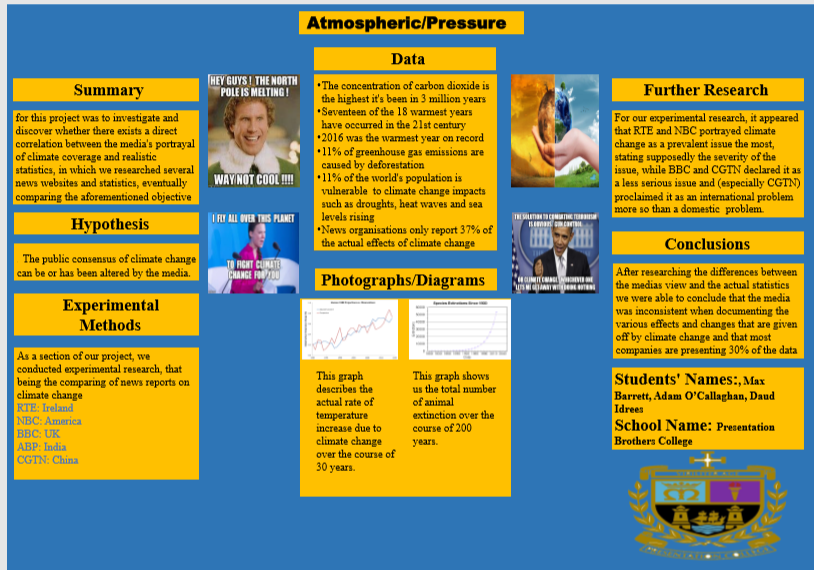 Atmospheric/Pressure
Summary
for this project was to investigate and
discover whether there exists a direct
correlation between the media's portrayal
of climate coverage and realistic
statistics, in which we researched several
news websites and statistics, eventually
comparing the aforementioned objective
Hypothesis
The public consensus of climate change
can be or has been altered by the media.
Experimental
Methods
As a section of our project, we
conducted experimental research, that
being the comparing of news reports on
climate change
RTE: Ireland
NBC: America
BBC: UK
ABP: India
CGTN: China
HEY GUYS ! THE NORTH
POLE IS MELTING !
WAY NOT COOL !!!!
I FLY ALL OVER THIS PLANET
TO FIGHT CLIMATE
CHANGE FOR YOU
Data
•The concentration of carbon dioxide is
the highest it's been in 3 million years
•Seventeen of the 18 warmest years
have occurred in the 21st century
•2016 was the warmest year on record
•11% of greenhouse gas emissions are
caused by deforestation
•11% of the world's population is
vulnerable to climate change impacts
such as droughts, heat waves and sea
levels rising
•News organisations only report 37% of
the actual effects of climate change
Photographs/Diagrams
This graph
describes the
actual rate of
temperature
increase due to
climate change
over the course of
30 years.
This graph shows
us the total number
of animal
extinction over the
course of 200
years.
THE SOLUTION TO COMBATING TERRORISM
IS OBVIOUS, GUN CONTROL
OR CLIMATE CHANGE, WHICHEVER ONE
LETS ME GET AWAY WITH DOING NOTHING
Further Research
For our experimental research, it appeared
that RTE and NBC portrayed climate
change as a prevalent issue the most,
stating supposedly the severity of the
issue, while BBC and CGTN declared it as
a less serious issue and (especially CGTN)
proclaimed it as an international problem
more so than a domestic problem.
Conclusions
After researching the differences between
the medias view and the actual statistics
we were able to conclude that the media
was inconsistent when documenting the
various effects and changes that are given
off by climate change and that most
companies are presenting 30% of the data
Students' Names:, Max
Barrett, Adam O'Callaghan, Daud
Idrees
School Name: Presentation
Brothers College